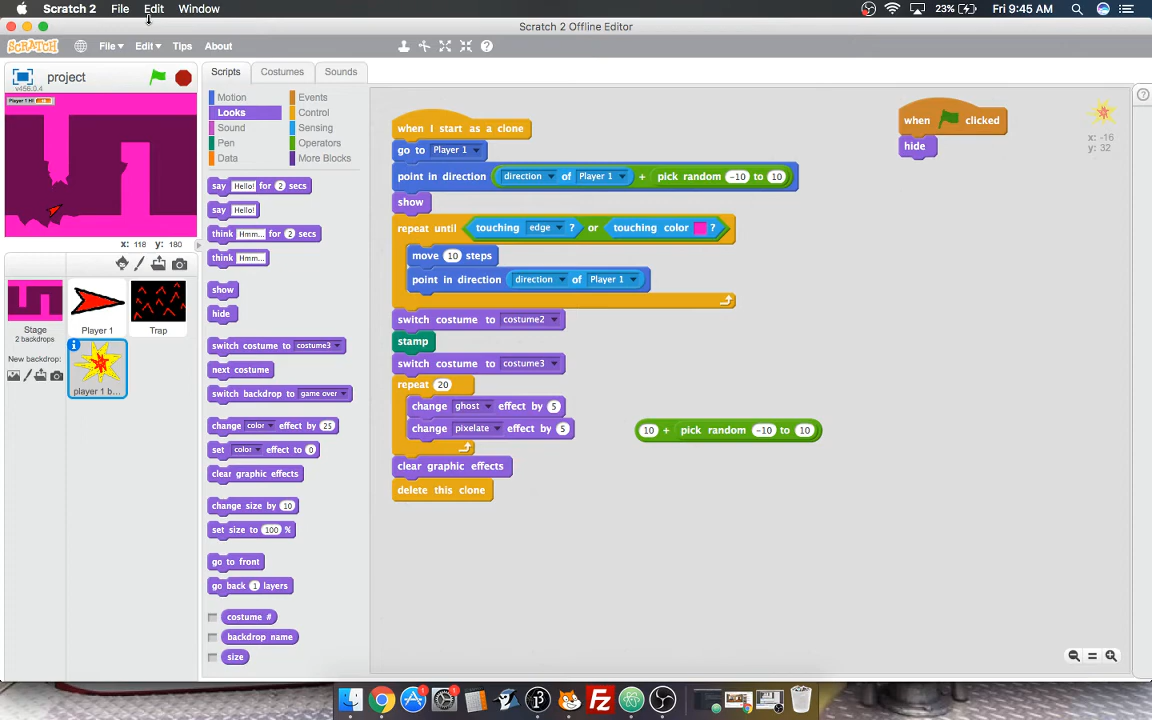 Scratch 2 File Edit Window 23% Fri 9:45 AM
Scratch 2 Offline Editor
SCRATCH File Edit Tips About
project
v456.0.4
Scripts Costumes Sounds
Motion Events
Looks Control
Sound Sensing
Pen Operators
Data More Blocks
say Hello! for 2 secs
say Hello!
think Hmm... for 2 secs
think Hmm...
show
hide
switch costume to costume3
next costume
switch backdrop to game over
change color effect by 25
set color effect to 0
clear graphic effects
change size by 10
set size to 100 %
go to front
go back 1 layers
costume #
backdrop name
size
x: 118 y: 180
Stage
2 backdrops
New backdrop:
Player 1
Trap
player 1 b...
when I start as a clone
go to Player 1
point in direction direction of Player 1 + pick random -10 to 10
show
repeat until touching edge ? or touching color ?
move 10 steps
point in direction direction of Player 1
switch costume to costume2
stamp
switch costume to costume3
repeat 20
change ghost effect by 5
change pixelate effect by 5
clear graphic effects
delete this clone
10 + pick random -10 to 10
when clicked
hide
x: -16
y: 32